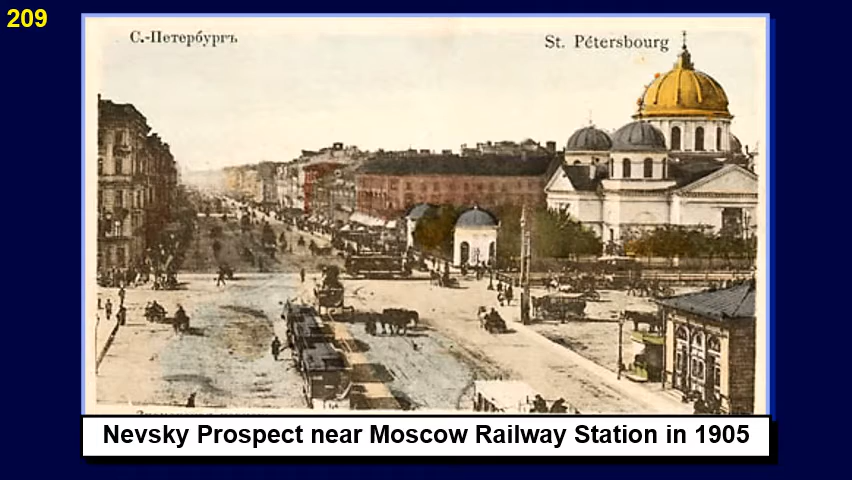 209
С.-Петербургъ
St. Pétersbourg
Nevsky Prospect near Moscow Railway Station in 1905